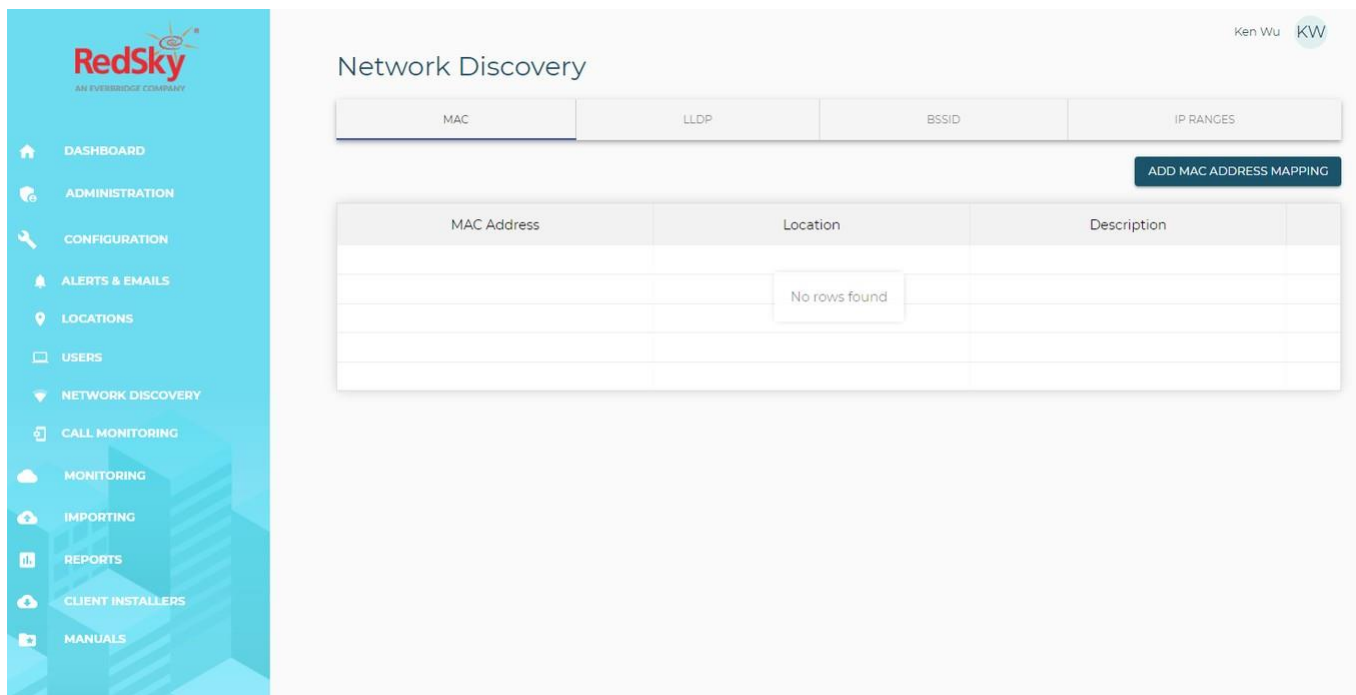 RedSky®
AN EVERBRIDGE COMPANY
DASHBOARD
ADMINISTRATION
CONFIGURATION
ALERTS & EMAILS
LOCATIONS
USERS
NETWORK DISCOVERY
CALL MONITORING
MONITORING
IMPORTING
REPORTS
CLIENT INSTALLERS
MANUALS
Ken Wu KW
Network Discovery
MAC LLDP BSSID IP RANGES
ADD MAC ADDRESS MAPPING
MAC Address Location Description
No rows found